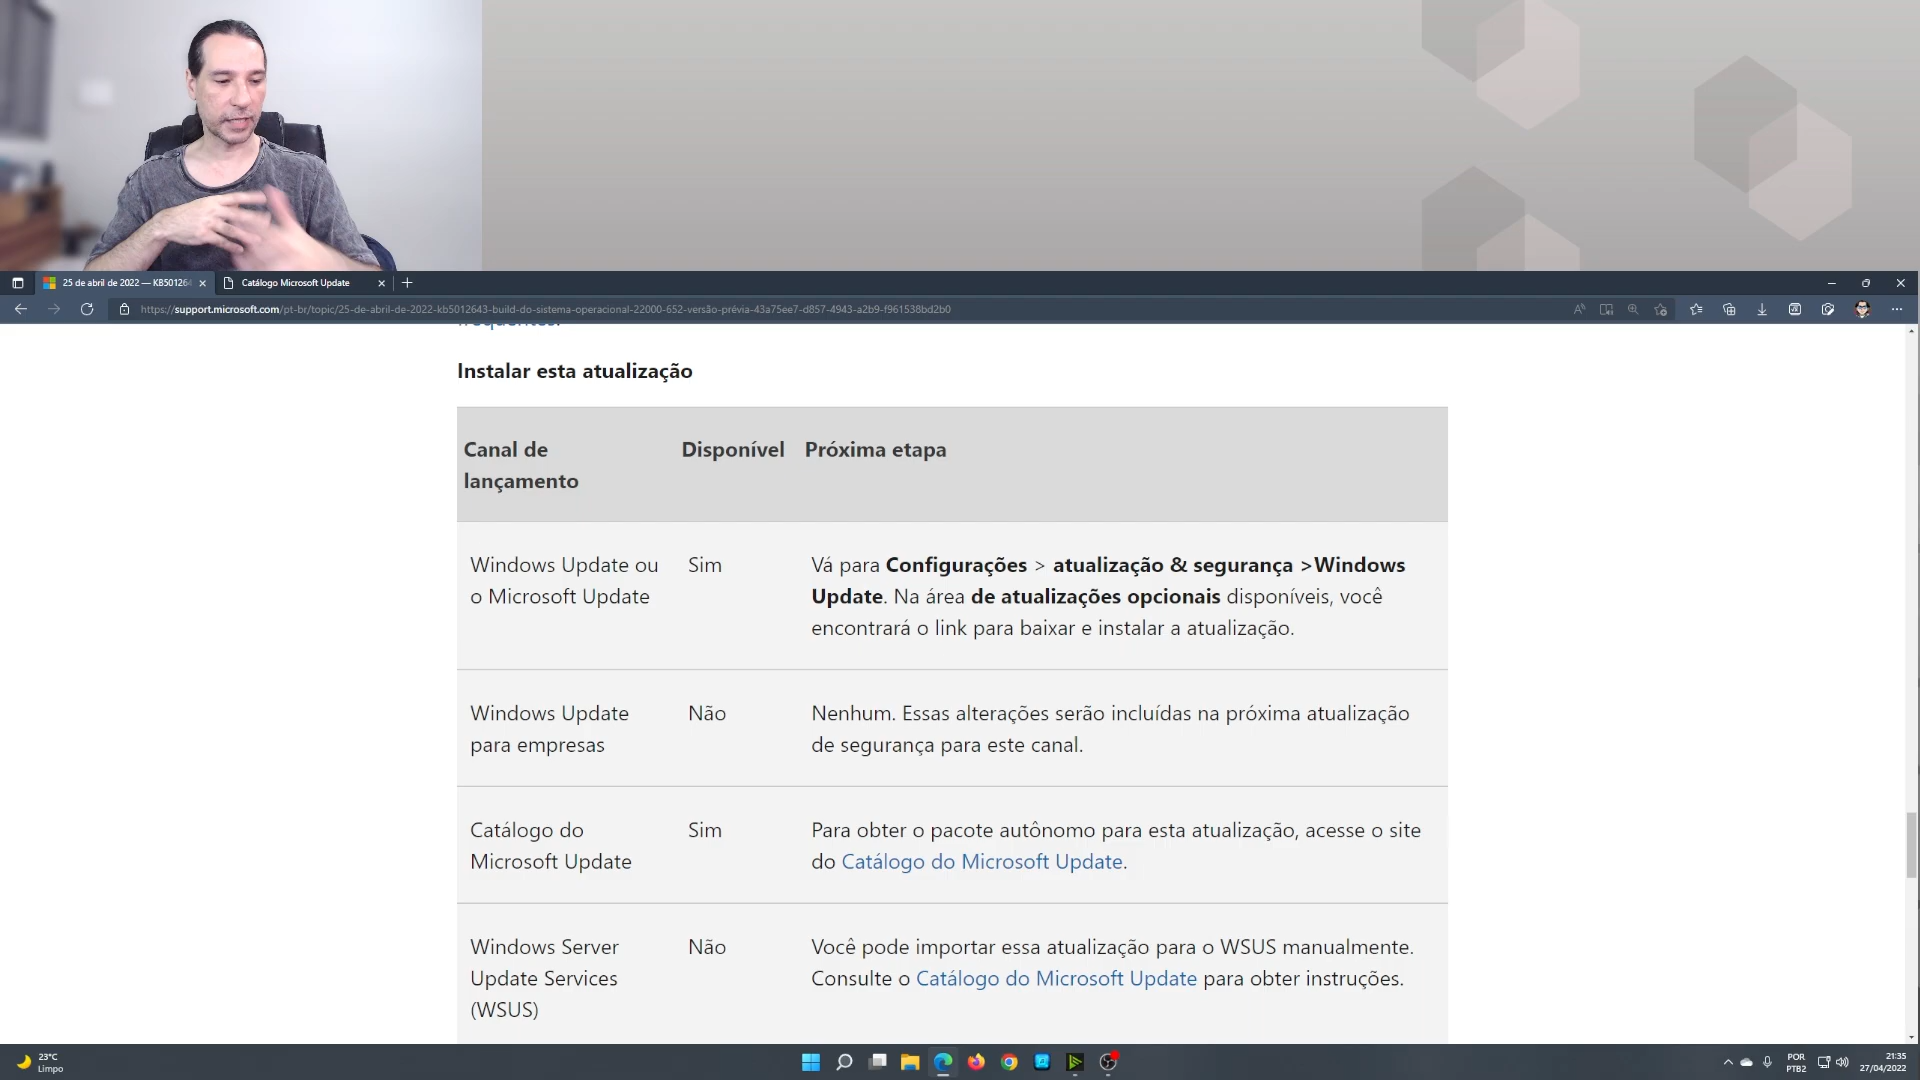 25 de abril de 2022 — KB501264
Catálogo Microsoft Update
https://support.microsoft.com/pt-br/topic/25-de-abril-de-2022-kb5012643-build-do-sistema-operacional-22000-652-versão-prévia-43a75ee7-d857-4943-a2b9-f961538bd2b0
frequentes.
Instalar esta atualização
Canal de
lançamento
Disponível
Próxima etapa
Windows Update ou
o Microsoft Update
Sim
Vá para Configurações > atualização & segurança >Windows
Update. Na área de atualizações opcionais disponíveis, você
encontrará o link para baixar e instalar a atualização.
Windows Update
para empresas
Não
Nenhum. Essas alterações serão incluídas na próxima atualização
de segurança para este canal.
Catálogo do
Microsoft Update
Sim
Para obter o pacote autônomo para esta atualização, acesse o site
do Catálogo do Microsoft Update.
Windows Server
Update Services
(WSUS)
Não
Você pode importar essa atualização para o WSUS manualmente.
Consulte o Catálogo do Microsoft Update para obter instruções.
23°C
Limpo
POR
PTB2
21:35
27/04/2022